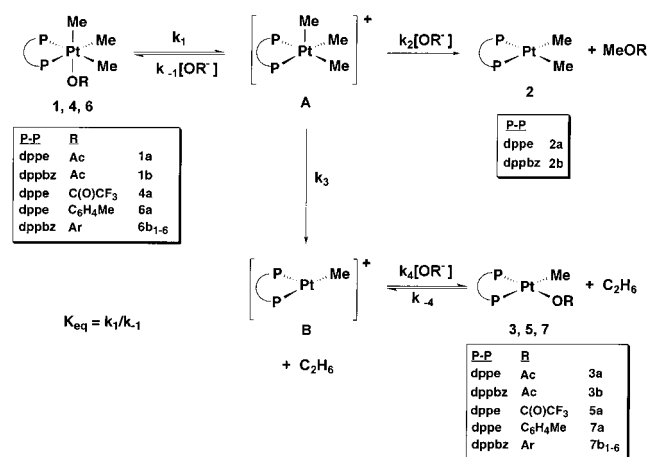 Me
P Me
Pt
P Me
OR
1, 4, 6
k1
k-1[OR-]
Me +
P Me
Pt
P Me
A
k2[OR-]
P Me
Pt
P Me
+ MeOR
2
P-P
dppe 2a
dppbz 2b
P-P R
dppe Ac 1a
dppbz Ac 1b
dppe C(O)CF3 4a
dppe C6H4Me 6a
dppbz Ar 6b1-6
k3
P Me +
Pt
P
B
+ C2H6
k4[OR-]
k-4
P Me
Pt
P OR
+ C2H6
3, 5, 7
Keq = k1/k-1
P-P R
dppe Ac 3a
dppbz Ac 3b
dppe C(O)CF3 5a
dppe C6H4Me 7a
dppbz Ar 7b1-6